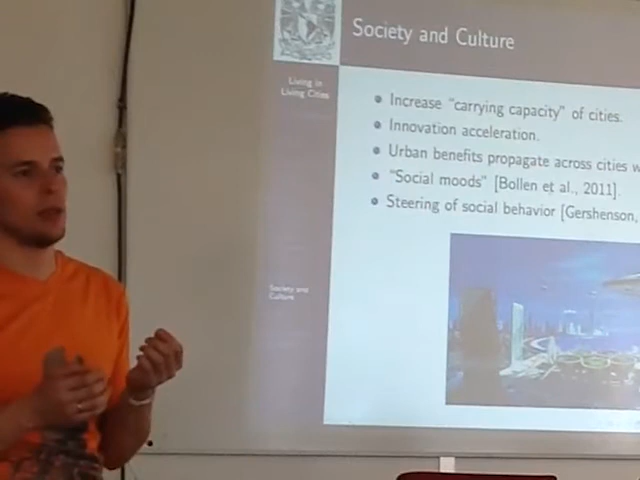 Society and Culture
Living in
Living Cities
Increase "carrying capacity" of cities.
Innovation acceleration.
Urban benefits propagate across cities w
"Social moods" [Bollen et al., 2011].
Steering of social behavior [Gershenson,
Society and
Culture